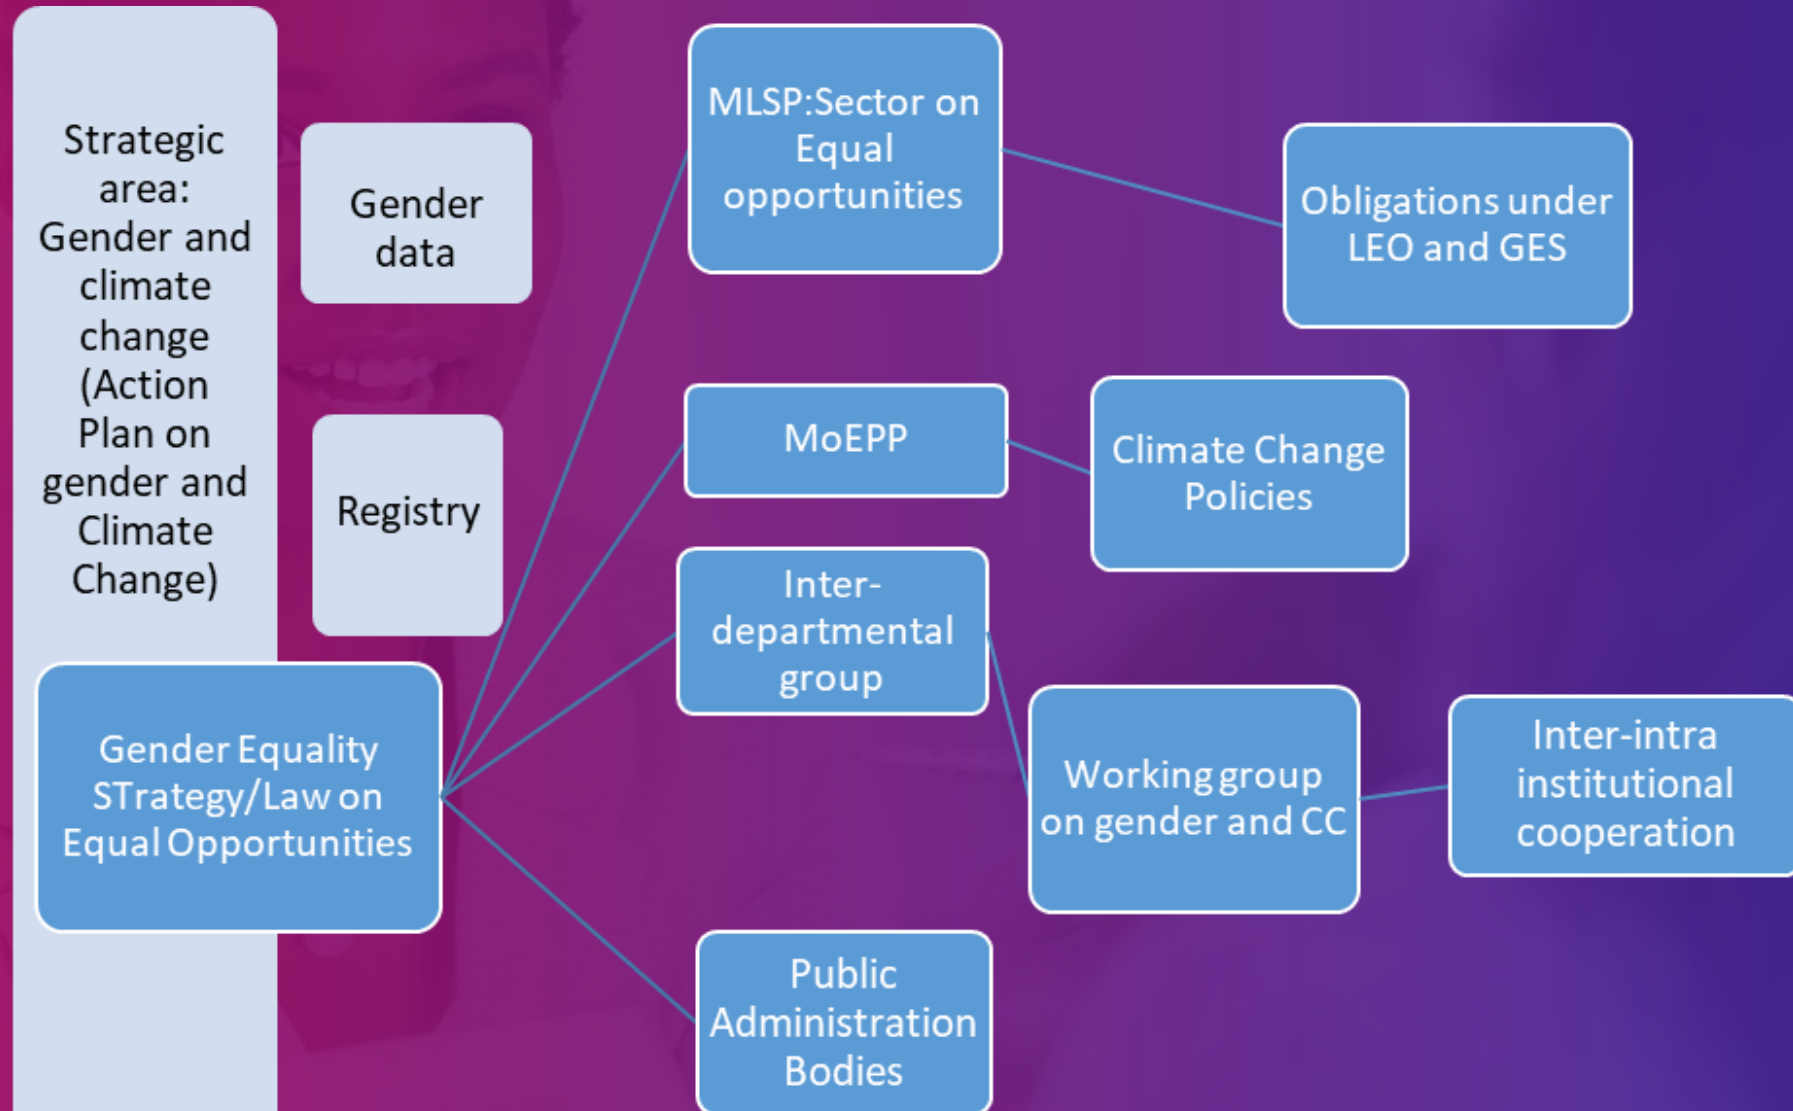 Strategic
area:
Gender and
climate
change
(Action
Plan on
gender and
Climate
Change)
Gender
data
Registry
Gender Equality
STrategy/Law on
Equal Opportunities
MLSP:Sector on
Equal
opportunities
Obligations under
LEO and GES
MoEPP
Climate Change
Policies
Inter-
departmental
group
Working group
on gender and CC
Inter-intra
institutional
cooperation
Public
Administration
Bodies